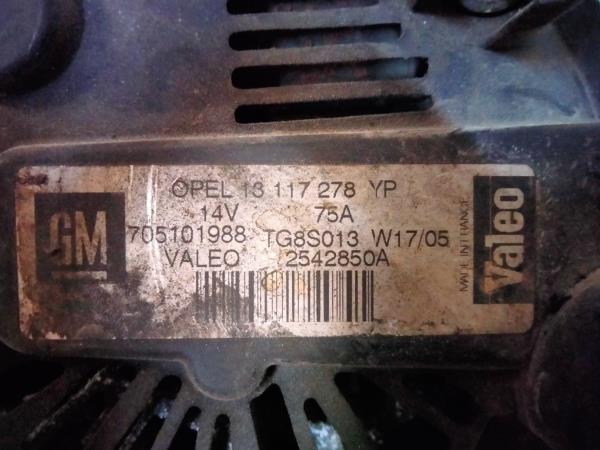 OPEL 13 117 278 YP
14V 75A
705101988 TG8S013 W17/05
VALEO 2542850A
GM
MADE IN FRANCE
Valeo